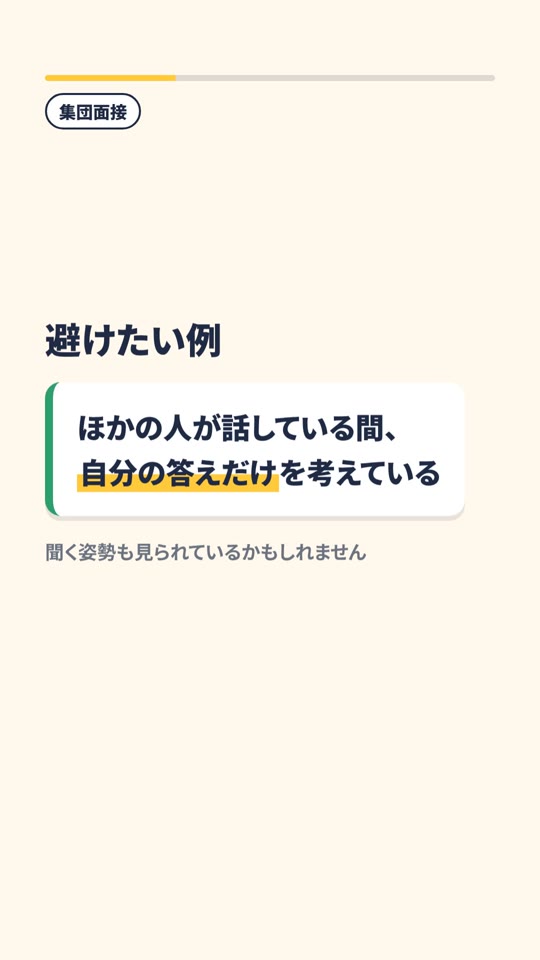 集団面接
避けたい例
ほかの人が話している間、
自分の答えだけを考えている
聞く姿勢も見られているかもしれません